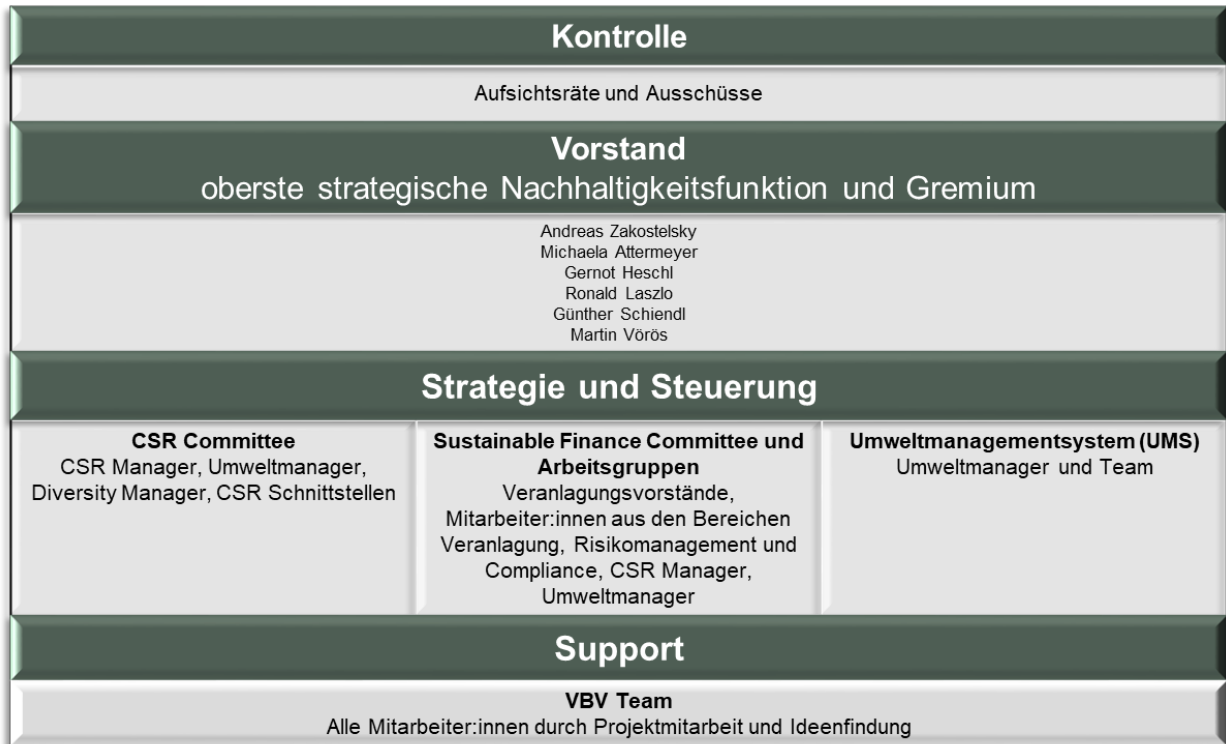 Kontrolle
Aufsichtsräte und Ausschüsse
Vorstand
oberste strategische Nachhaltigkeitsfunktion und Gremium
Andreas Zakostelsky
Michaela Attermeyer
Gernot Heschl
Ronald Laszlo
Günther Schiendl
Martin Vörös
Strategie und Steuerung
CSR Committee
CSR Manager, Umweltmanager,
Diversity Manager, CSR Schnittstellen
Sustainable Finance Committee und
Arbeitsgruppen
Veranlagungsvorstände,
Mitarbeiter:innen aus den Bereichen
Veranlagung, Risikomanagement und
Compliance, CSR Manager,
Umweltmanager
Umweltmanagementsystem (UMS)
Umweltmanager und Team
Support
VBV Team
Alle Mitarbeiter:innen durch Projektmitarbeit und Ideenfindung